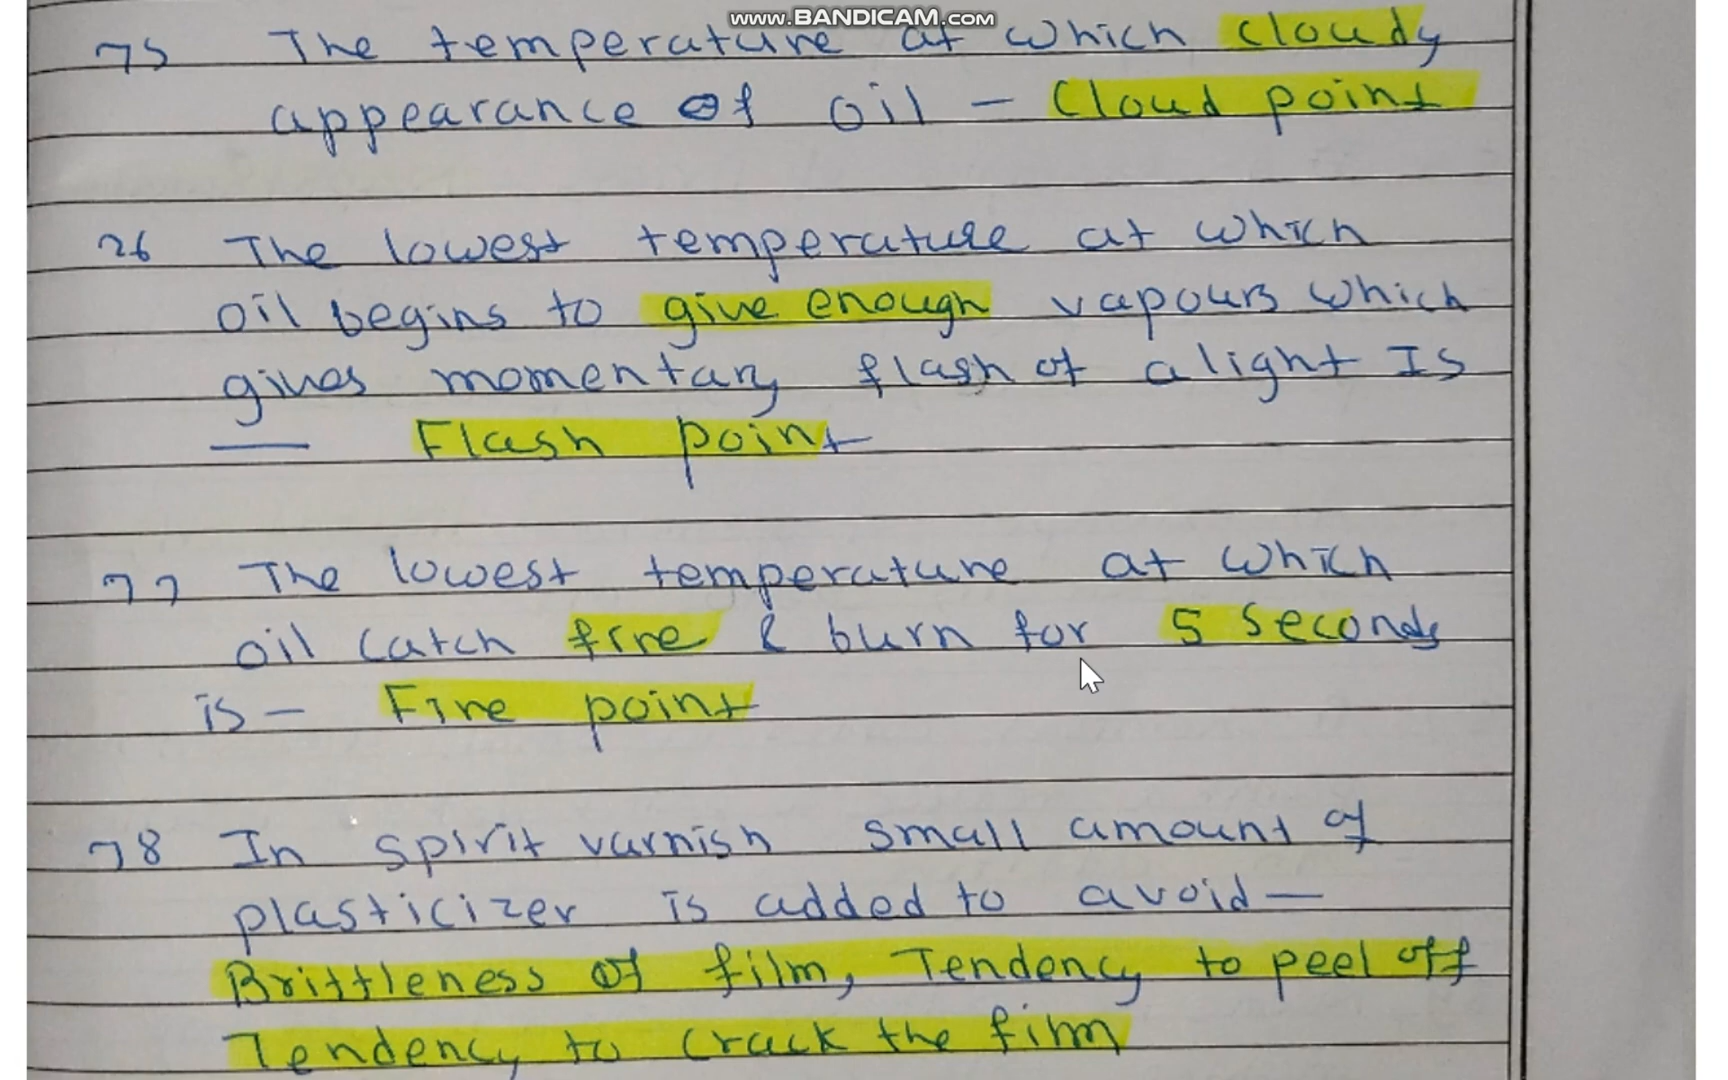 www.BANDICAM.com
75 The temperature at which cloudy
appearance of oil — Cloud point
76 The lowest temperature at which
oil begins to give enough vapours which
gives momentary flash of a light Is
— Flash point
77 The lowest temperature at which
oil catch fire & burn for 5 seconds
is — Fire point
78 In spirit varnish small amount of
plasticizer is added to avoid —
Brittleness of film, Tendency to peel off
Tendency to crack the film